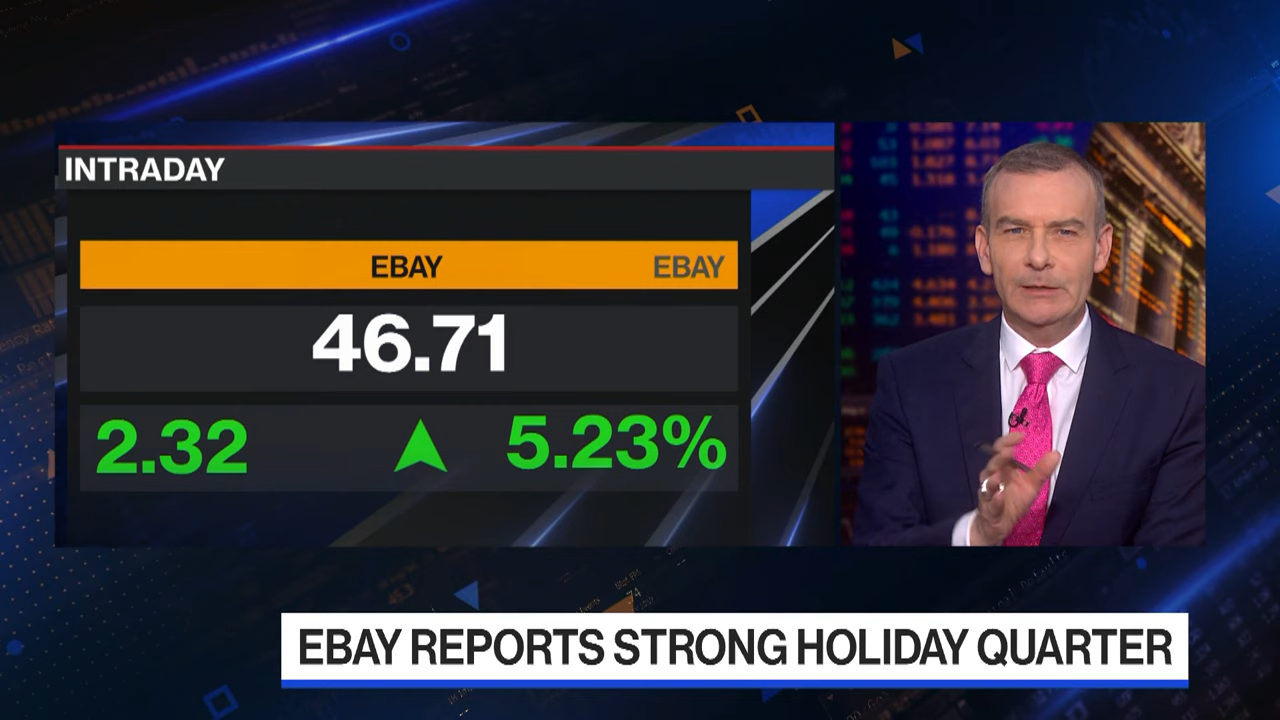 INTRADAY
EBAY EBAY
46.71
2.32 5.23%
EBAY REPORTS STRONG HOLIDAY QUARTER